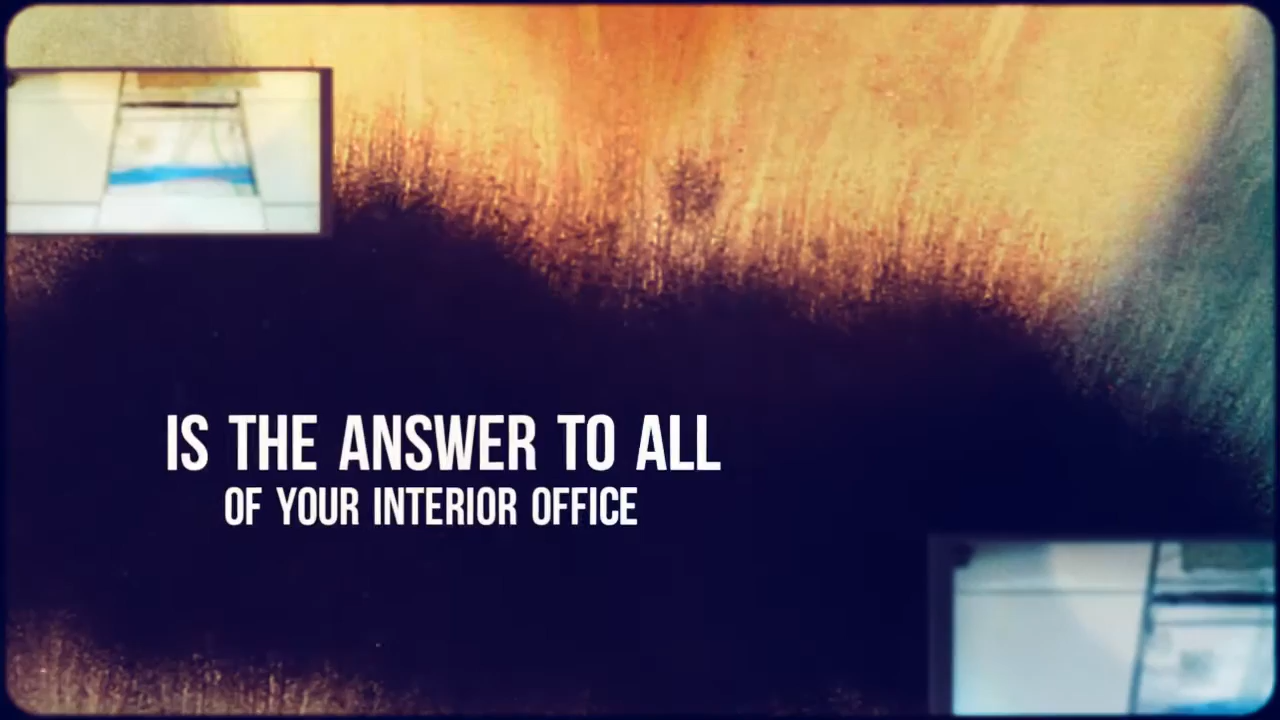 IS THE ANSWER TO ALL
OF YOUR INTERIOR OFFICE